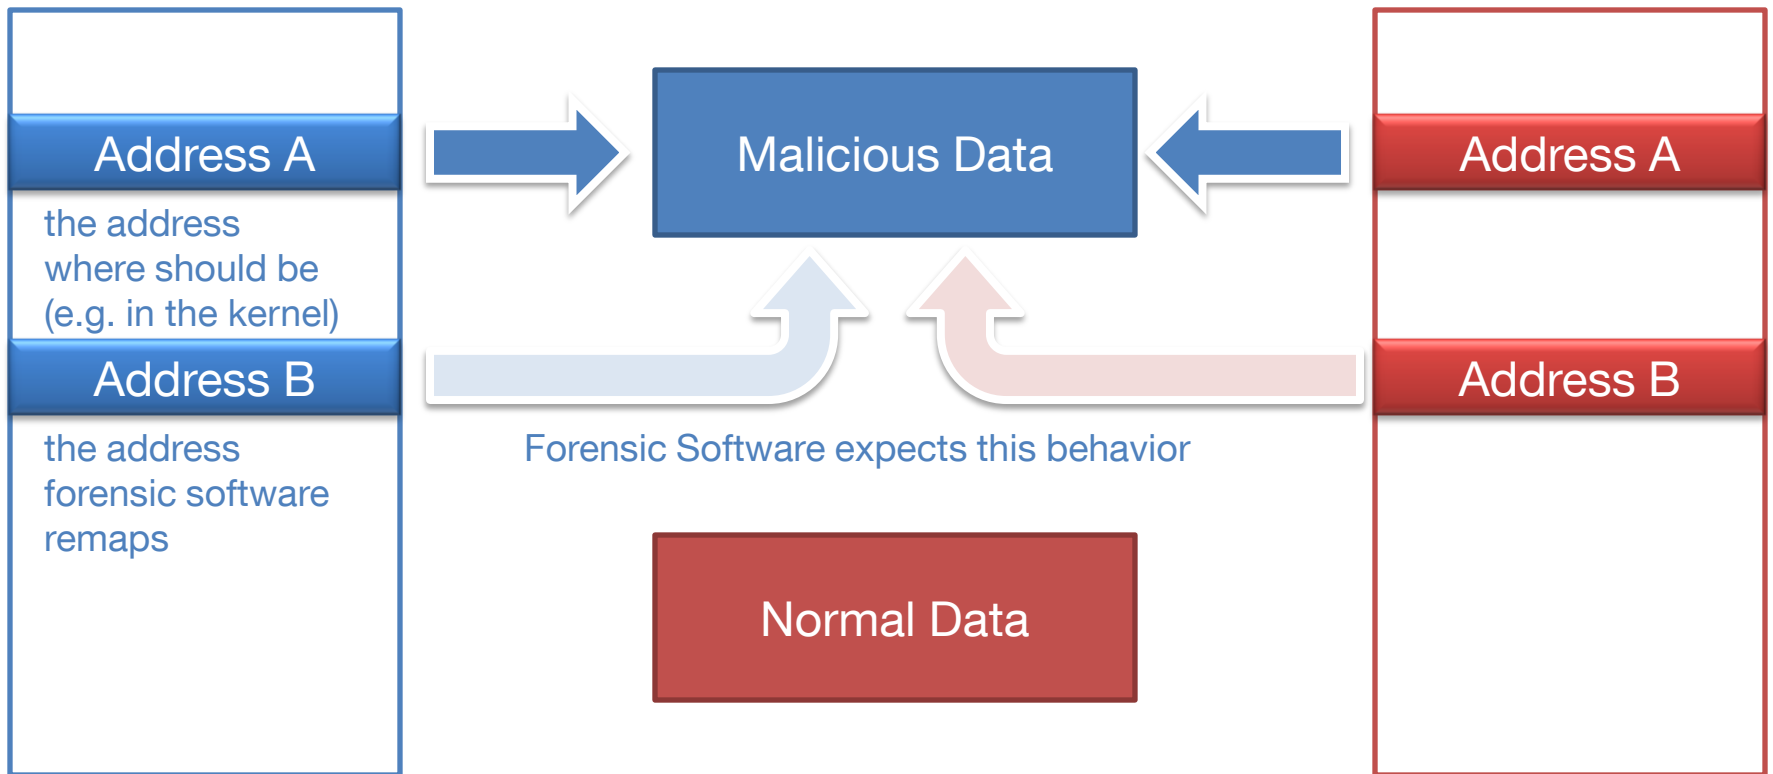 Address A
Malicious Data
Address A
the address
where should be
(e.g. in the kernel)
Address B
Address B
the address
forensic software
remaps
Forensic Software expects this behavior
Normal Data